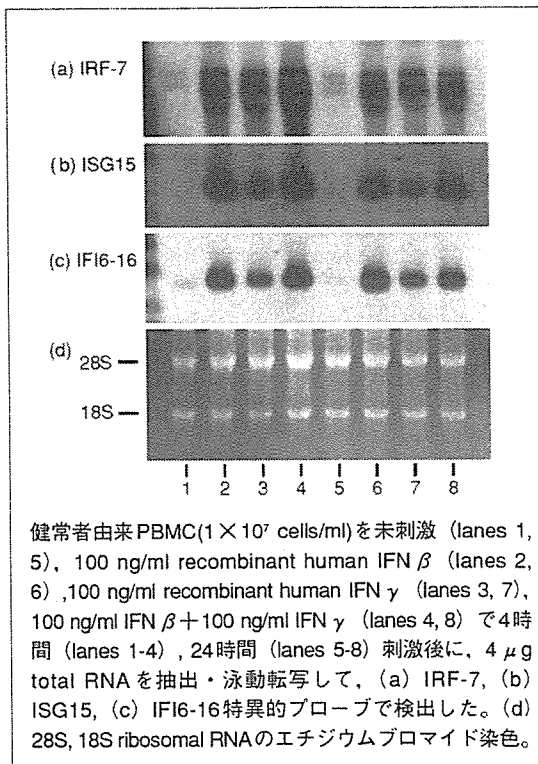 (a) IRF-7
(b) ISG15
(c) IFI6-16
(d) 28S
18S
1 2 3 4 5 6 7 8
健常者由来PBMC(1×10⁷ cells/ml)を未刺激（lanes 1,
5），100 ng/ml recombinant human IFN β（lanes 2,
6）,100 ng/ml recombinant human IFN γ（lanes 3, 7）,
100 ng/ml IFN β＋100 ng/ml IFN γ（lanes 4, 8）で4時
間（lanes 1-4）, 24時間（lanes 5-8）刺激後に，4 μg
total RNAを抽出・泳動転写して，(a) IRF-7, (b)
ISG15, (c) IFI6-16特異的プローブで検出した。(d)
28S, 18S ribosomal RNAのエチジウムブロマイド染色。